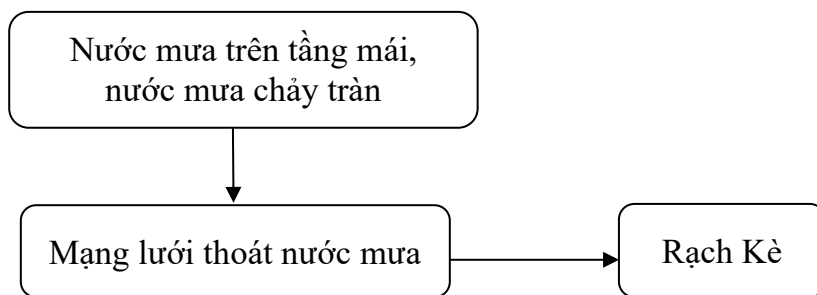 Nước mưa trên tầng mái,
nước mưa chảy tràn
Mạng lưới thoát nước mưa
Rạch Kè